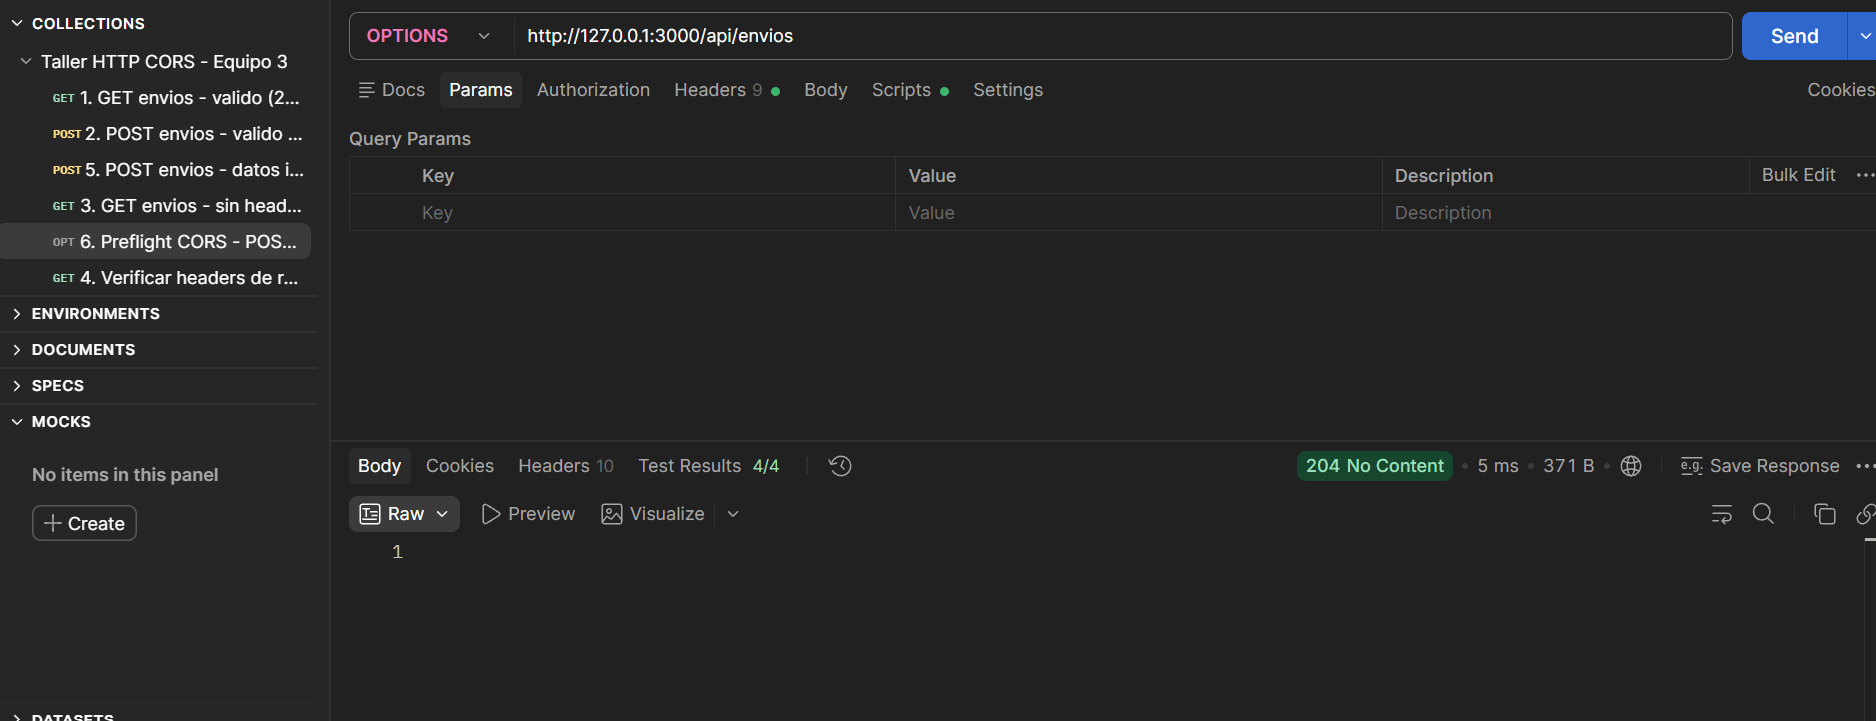 COLLECTIONS
Taller HTTP CORS - Equipo 3
GET 1. GET envios - valido (2...
POST 2. POST envios - valido ...
POST 5. POST envios - datos i...
GET 3. GET envios - sin head...
OPT 6. Preflight CORS - POS...
GET 4. Verificar headers de r...
ENVIRONMENTS
DOCUMENTS
SPECS
MOCKS
No items in this panel
+ Create
DATASETS
OPTIONS http://127.0.0.1:3000/api/envios Send
Docs Params Authorization Headers 9 Body Scripts Settings Cookies
Query Params
Key Value Description Bulk Edit ...
Key Value Description
Body Cookies Headers 10 Test Results 4/4 204 No Content • 5 ms • 371 B • e.g. Save Response ...
Raw Preview Visualize
1